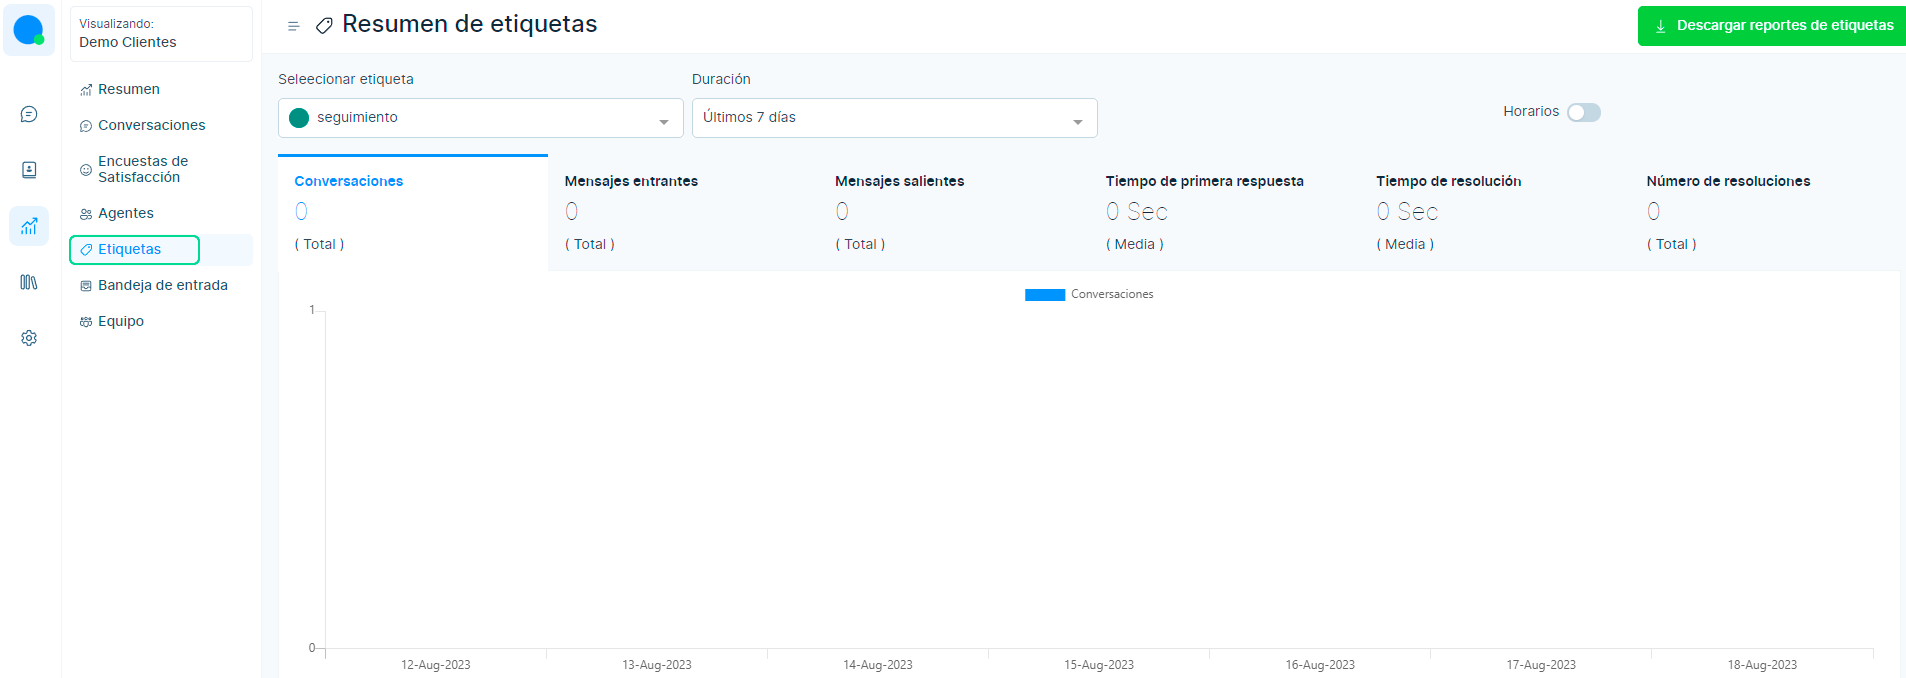 Visualizando:
Demo Clientes
Resumen
Conversaciones
Encuestas de
Satisfacción
Agentes
Etiquetas
Bandeja de entrada
Equipo
Resumen de etiquetas
Descargar reportes de etiquetas
Seleecionar etiqueta
Duración
seguimiento
Últimos 7 días
Horarios
Conversaciones
0
( Total )
Mensajes entrantes
0
( Total )
Mensajes salientes
0
( Total )
Tiempo de primera respuesta
0 Sec
( Media )
Tiempo de resolución
0 Sec
( Media )
Número de resoluciones
0
( Total )
Conversaciones
1
0
12-Aug-2023
13-Aug-2023
14-Aug-2023
15-Aug-2023
16-Aug-2023
17-Aug-2023
18-Aug-2023